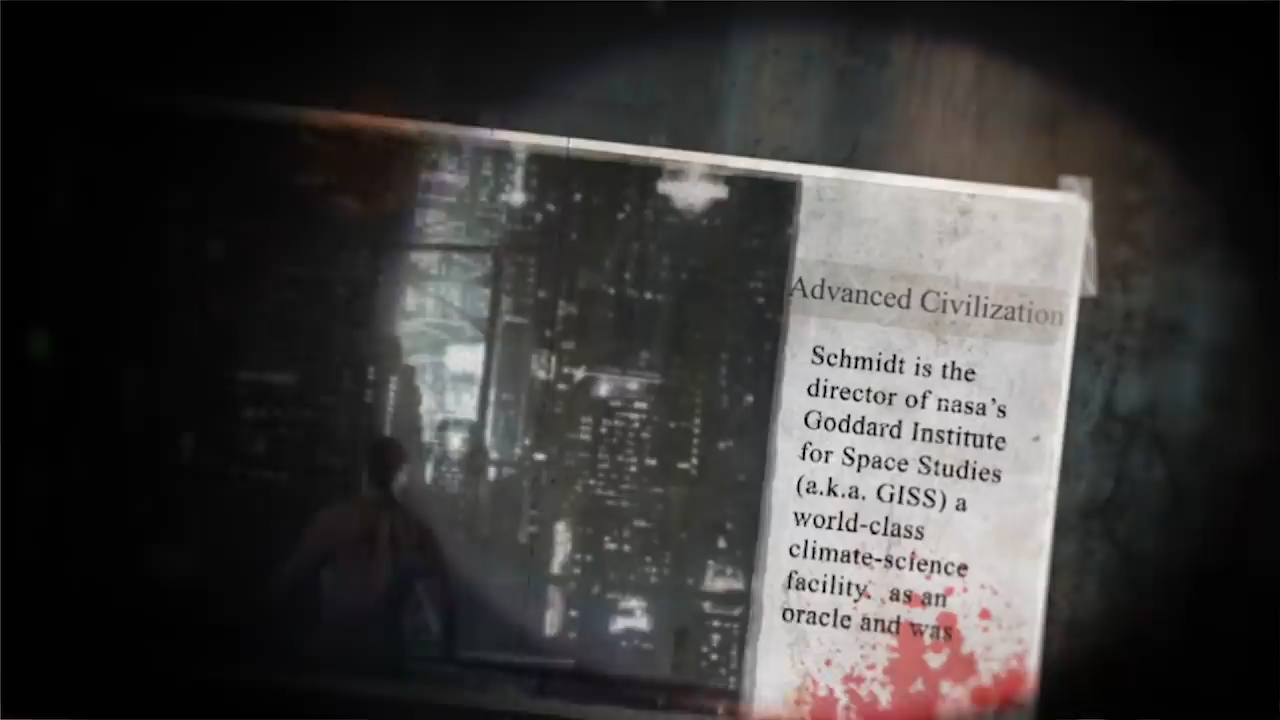 Advanced Civilization
Schmidt is the
director of nasa's
Goddard Institute
for Space Studies
(a.k.a. GISS) a
world-class
climate-science
facility. as an
oracle and was